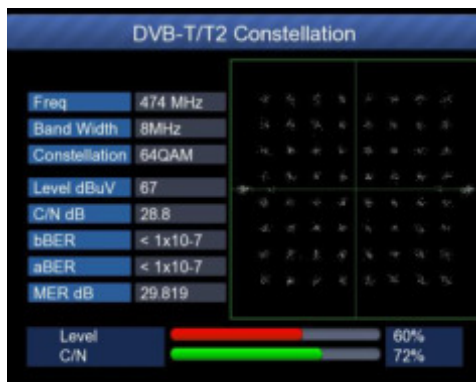 DVB-T/T2 Constellation
Freq 474 MHz
Band Width 8MHz
Constellation 64QAM
Level dBuV 67
C/N dB 28.8
bBER < 1x10-7
aBER < 1x10-7
MER dB 29.819
Level 60%
C/N 72%